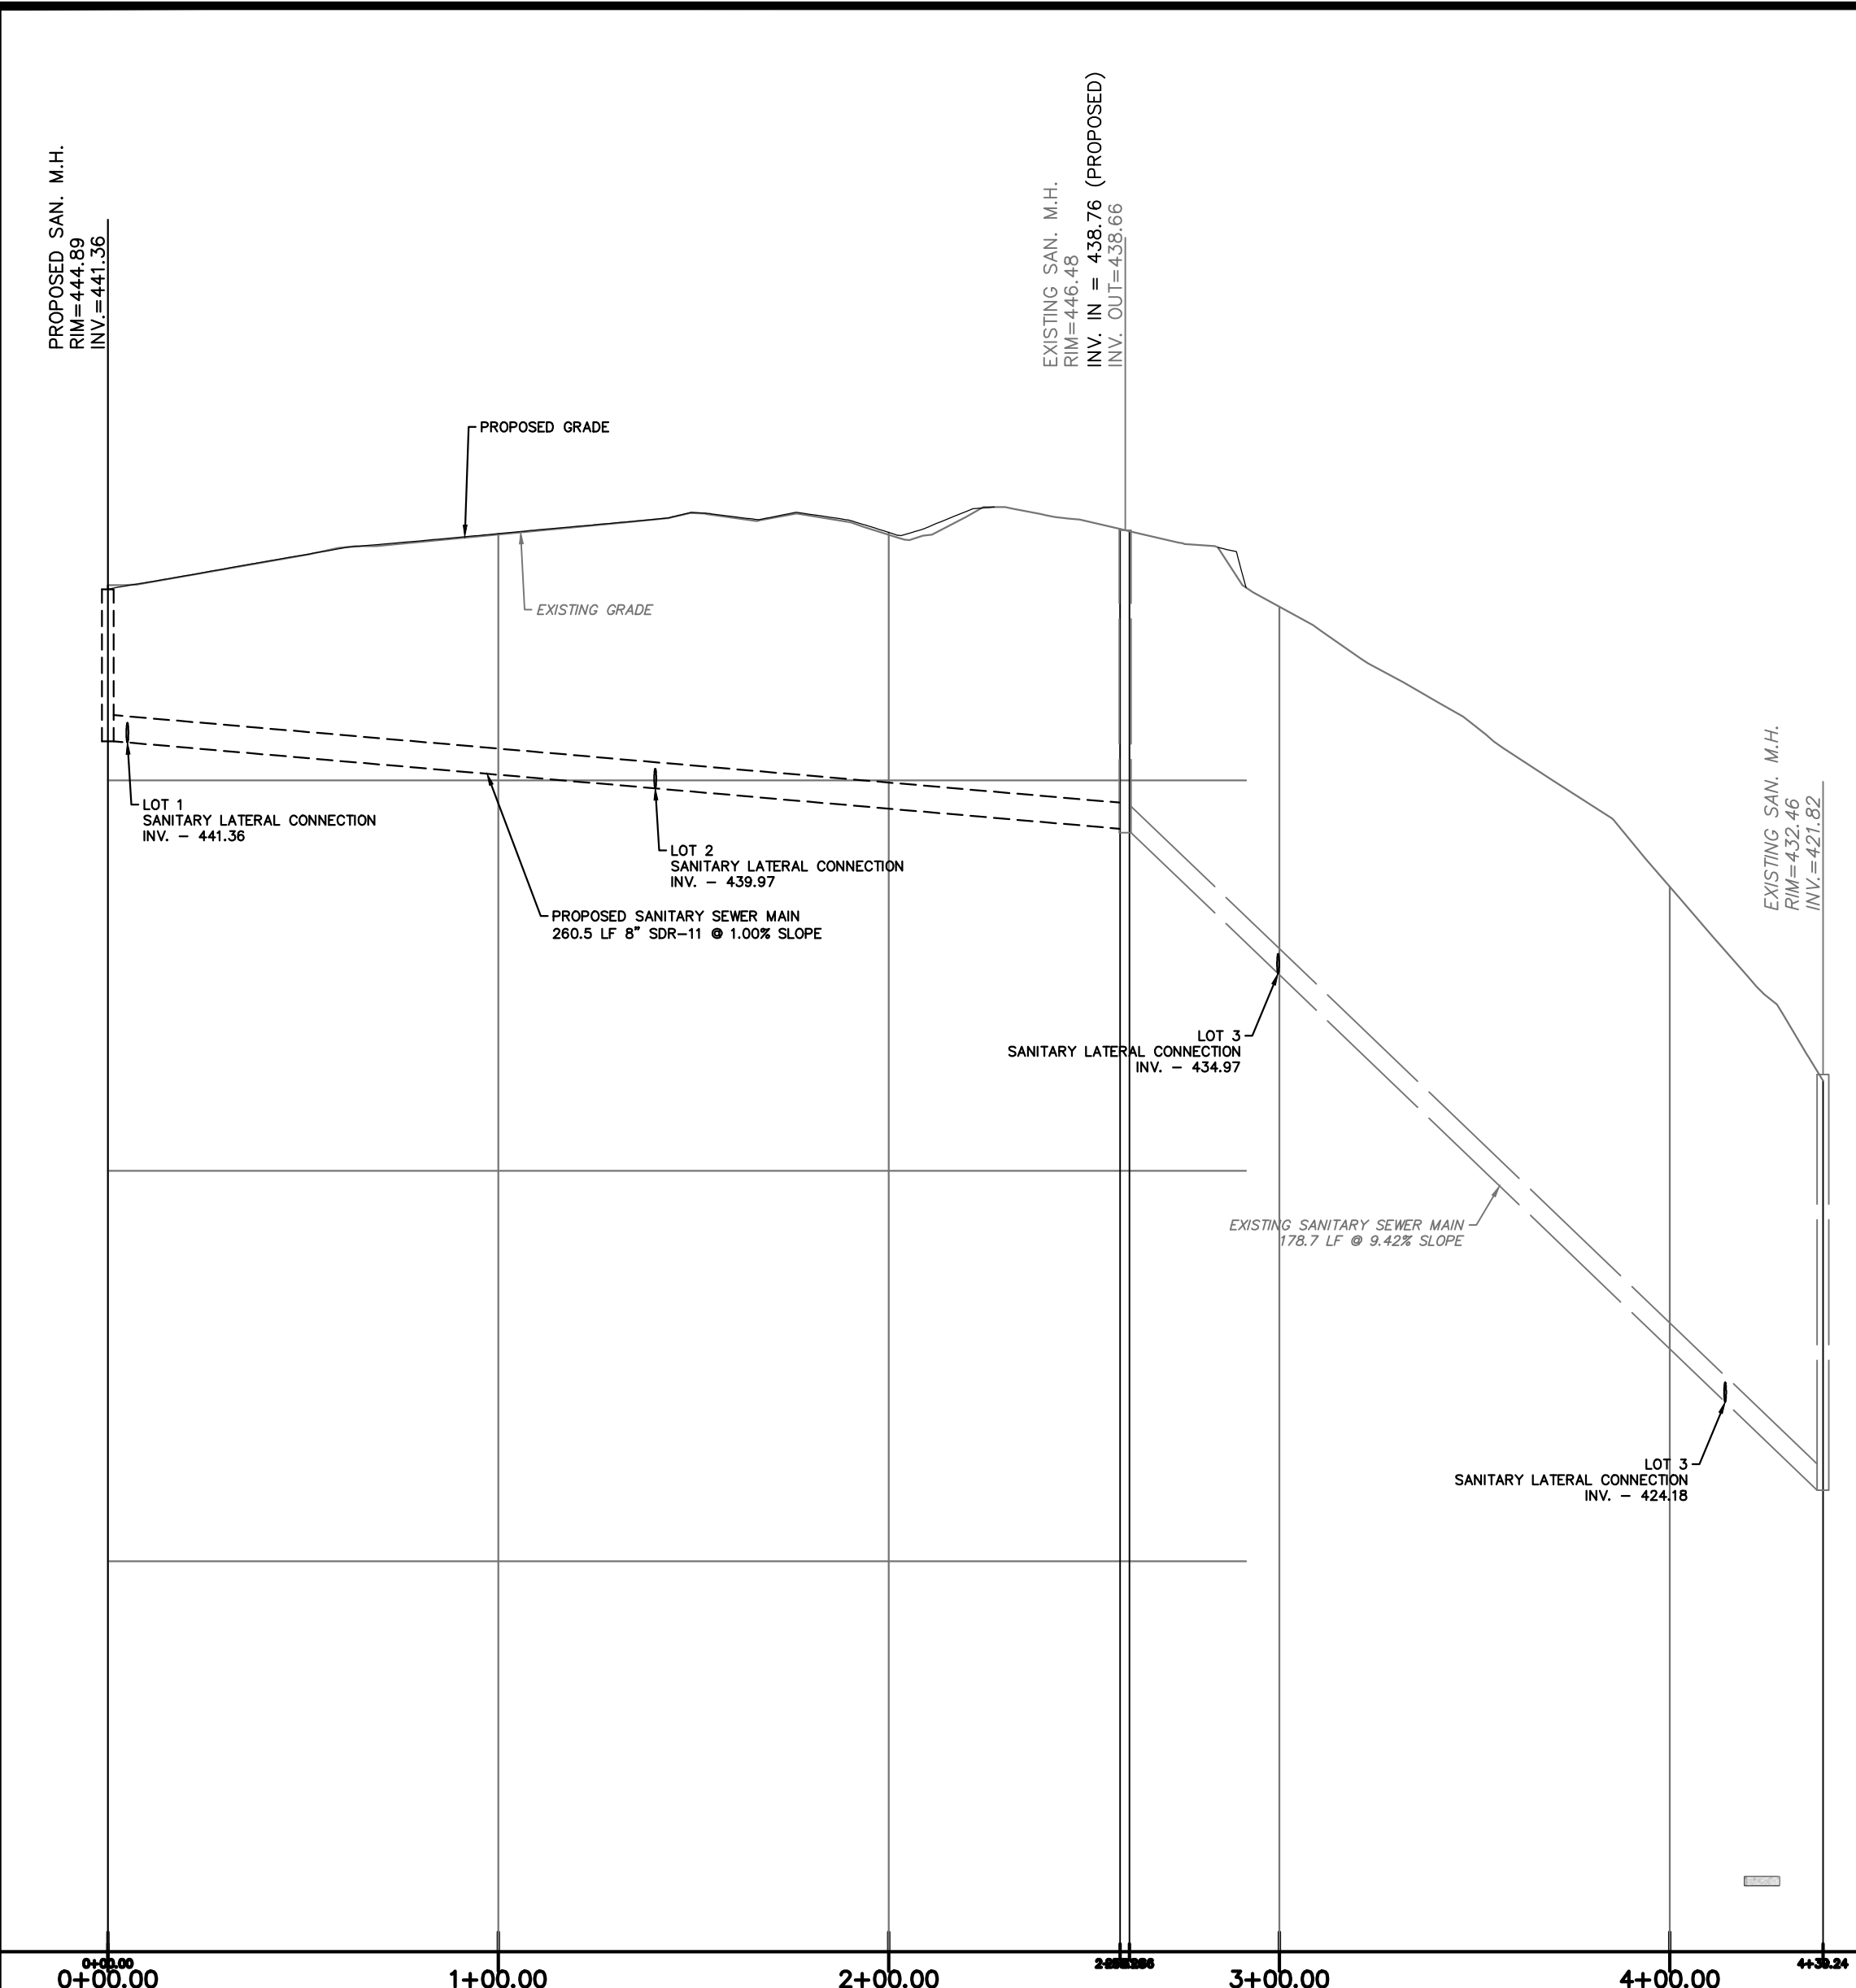 PROPOSED SAN. M.H.
RIM=444.89
INV.=441.36
EXISTING SAN. M.H.
RIM=446.48
INV. IN = 438.76 (PROPOSED)
INV. OUT=438.66
PROPOSED GRADE
EXISTING GRADE
LOT 1
SANITARY LATERAL CONNECTION
INV. – 441.36
LOT 2
SANITARY LATERAL CONNECTION
INV. – 439.97
PROPOSED SANITARY SEWER MAIN
260.5 LF 8" SDR–11 @ 1.00% SLOPE
EXISTING SAN. M.H.
RIM=432.46
INV.=421.82
LOT 3
SANITARY LATERAL CONNECTION
INV. – 434.97
EXISTING SANITARY SEWER MAIN
178.7 LF @ 9.42% SLOPE
LOT 3
SANITARY LATERAL CONNECTION
INV. – 424.18
0+00.00
4+39.24
0+00.00
1+00.00
2+00.00
3+00.00
4+00.00